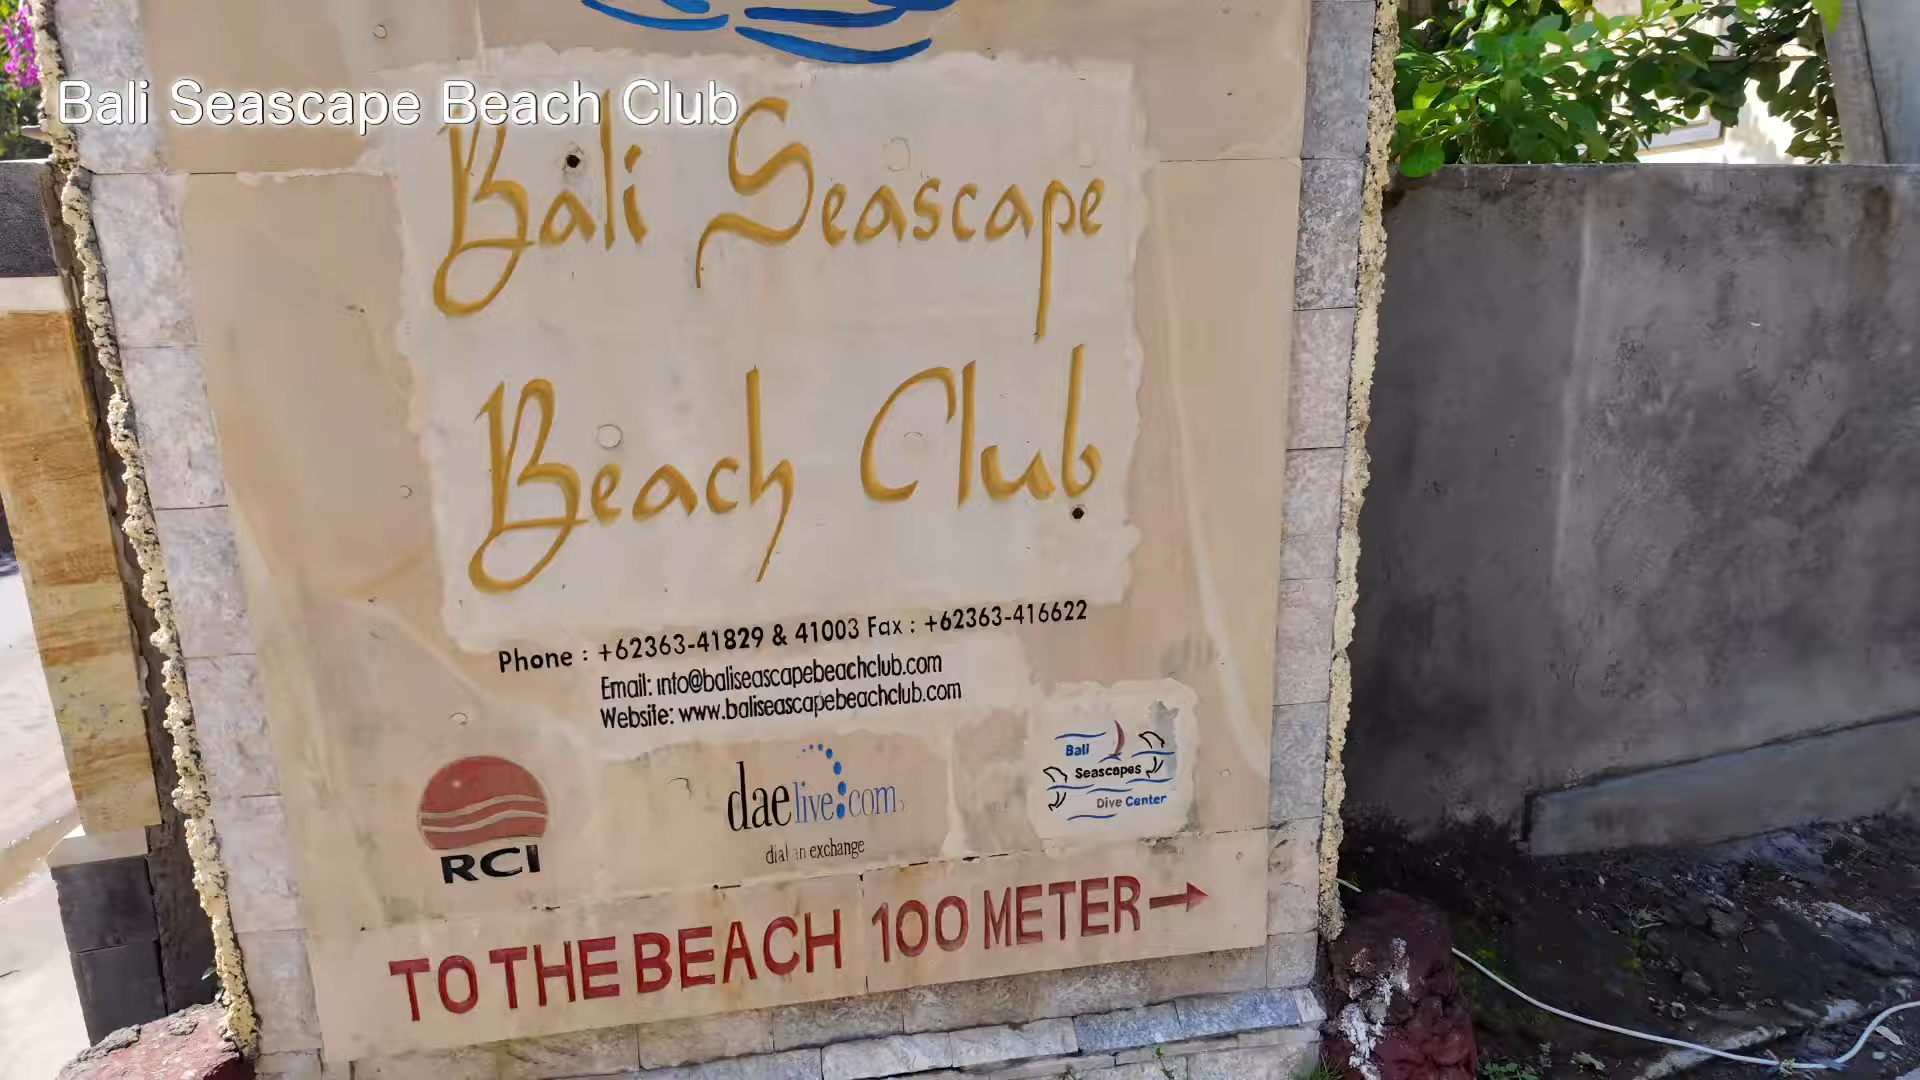 Bali Seascape Beach Club
Bali Seascape
Beach Club
Phone : +62363-41829 & 41003 Fax : +62363-416622
Email: info@baliseascapebeachclub.com
Website: www.baliseascapebeachclub.com
RCI
daelive:com
dial an exchange
Bali
Seascapes
Dive Center
TO THE BEACH 100 METER→